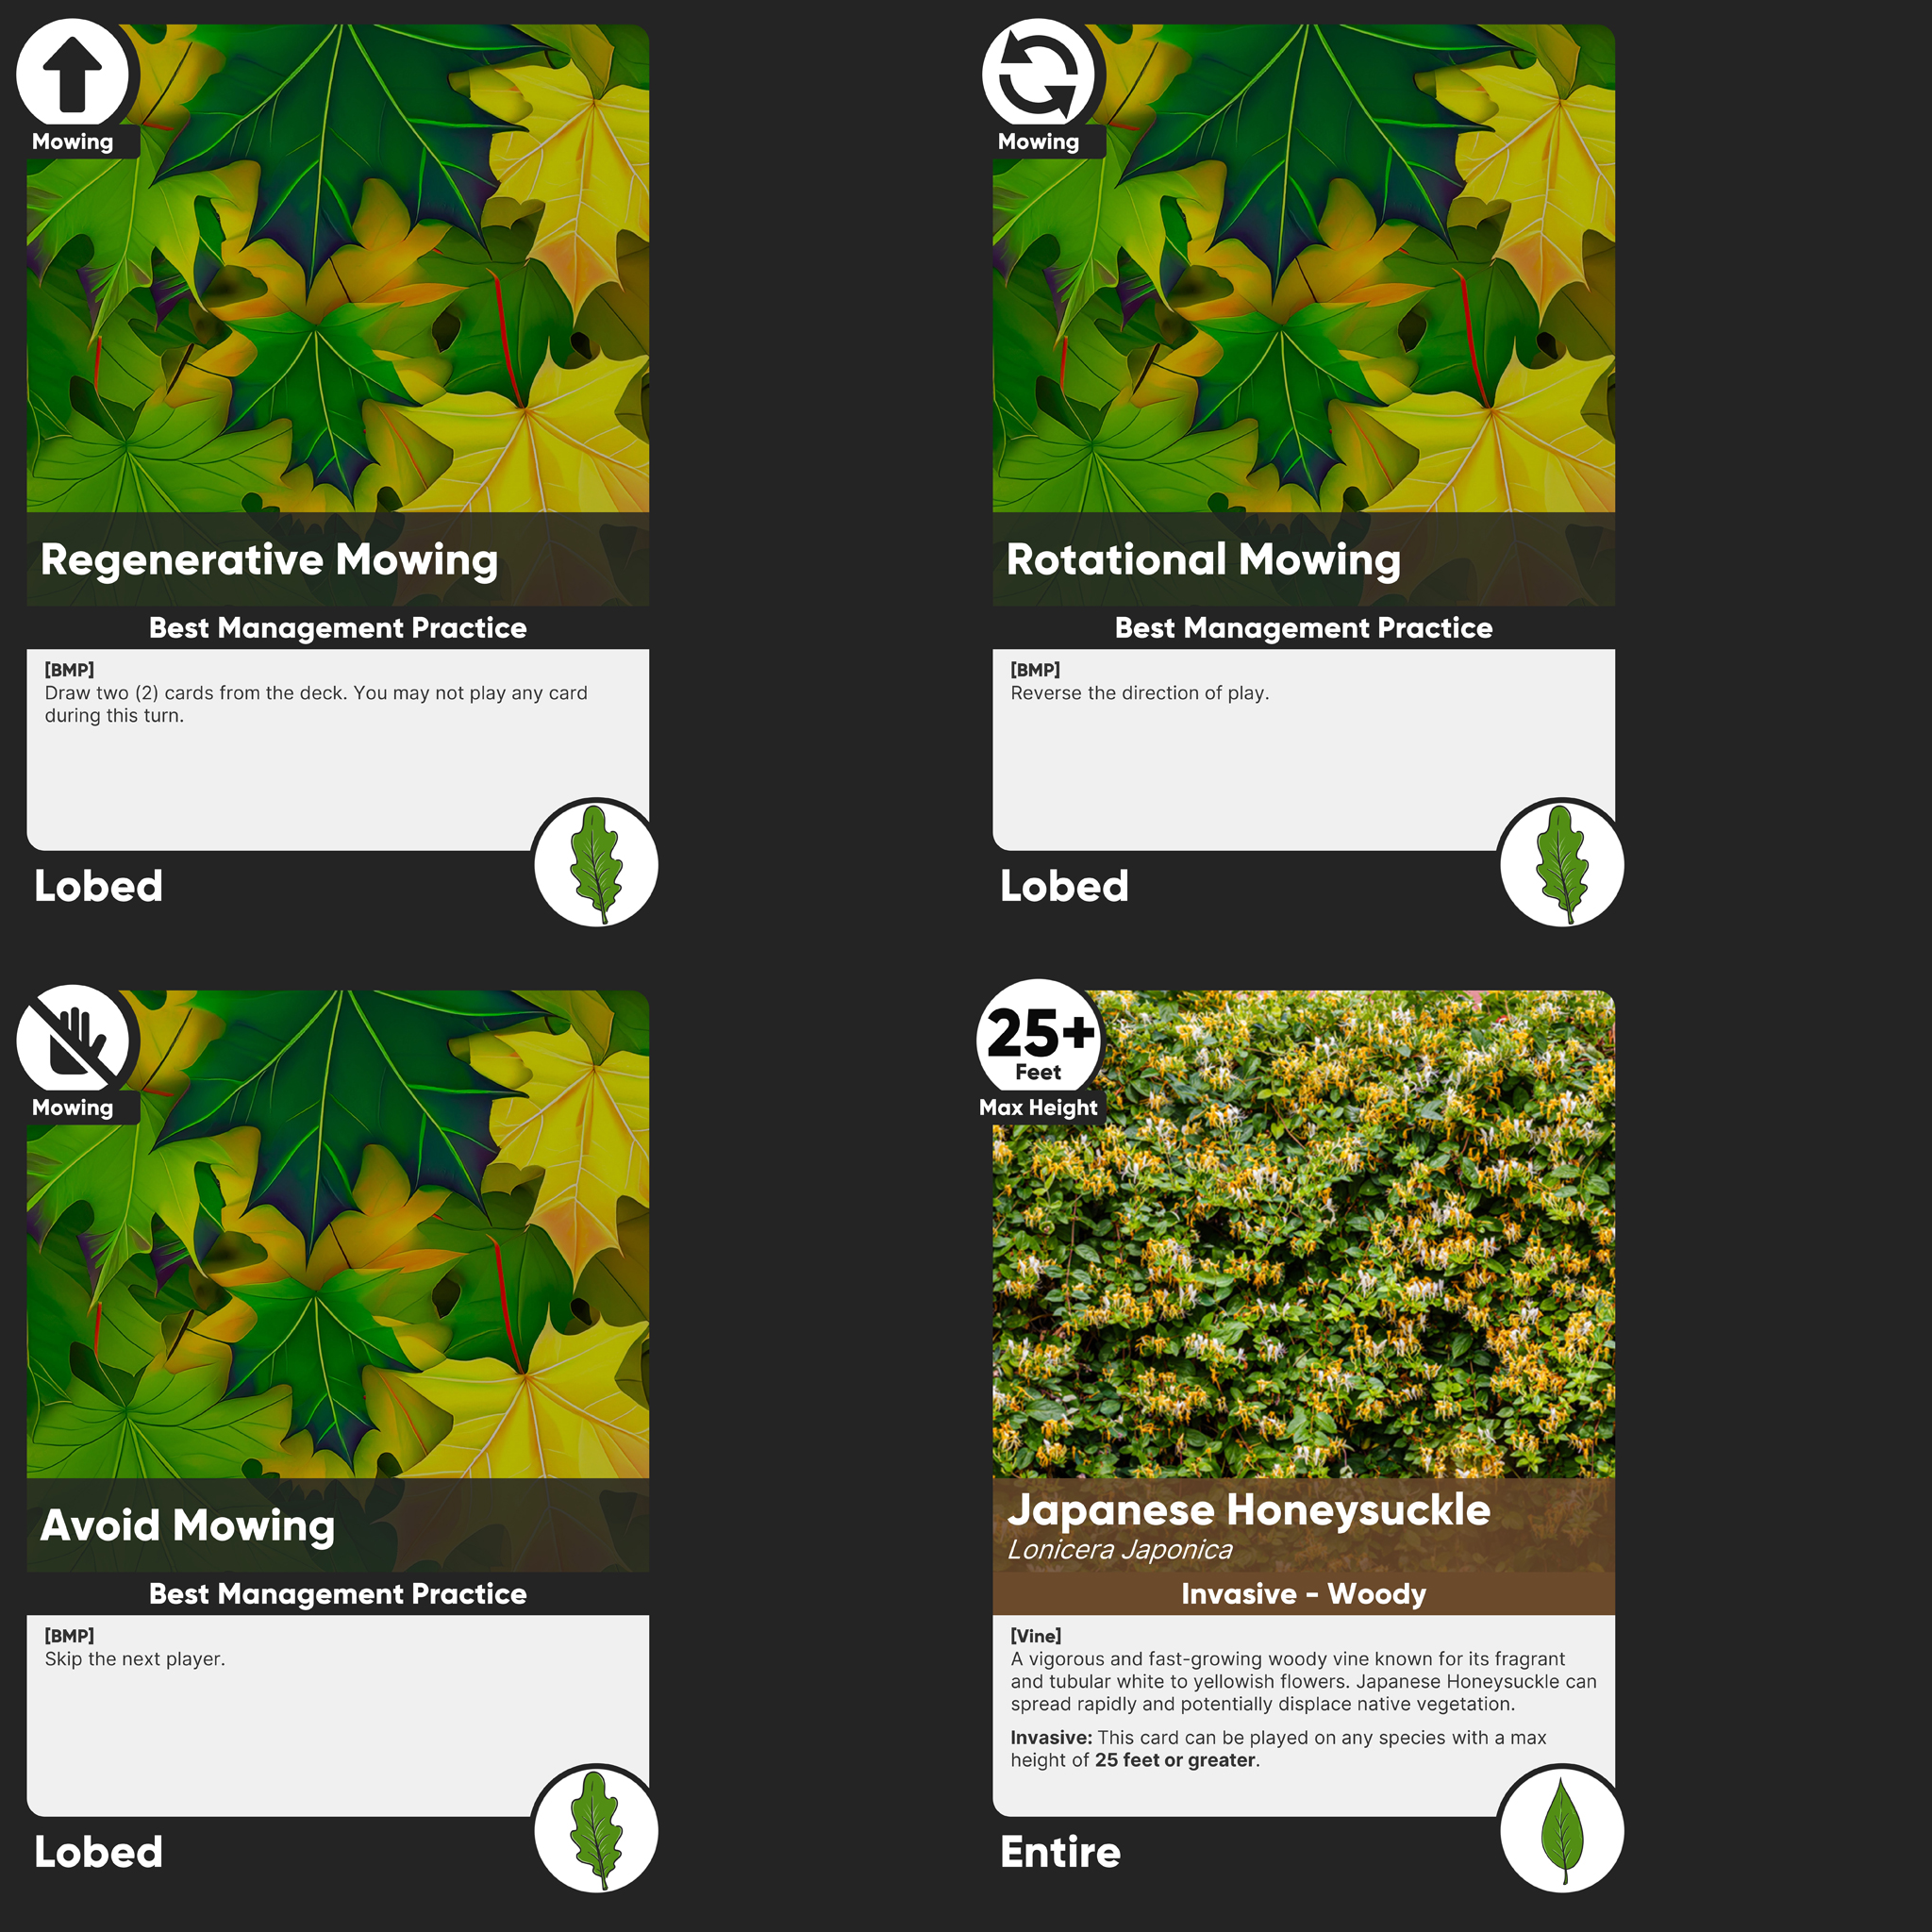 Mowing
Regenerative Mowing
Best Management Practice
[BMP]
Draw two (2) cards from the deck. You may not play any card
during this turn.
Lobed
Mowing
Rotational Mowing
Best Management Practice
[BMP]
Reverse the direction of play.
Lobed
Mowing
Avoid Mowing
Best Management Practice
[BMP]
Skip the next player.
Lobed
25+
Feet
Max Height
Japanese Honeysuckle
Lonicera Japonica
Invasive - Woody
[Vine]
A vigorous and fast-growing woody vine known for its fragrant
and tubular white to yellowish flowers. Japanese Honeysuckle can
spread rapidly and potentially displace native vegetation.
Invasive: This card can be played on any species with a max
height of 25 feet or greater.
Entire